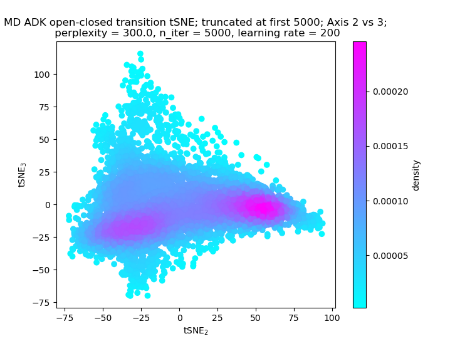 MD ADK open-closed transition tSNE; truncated at first 5000; Axis 2 vs 3;
perplexity = 300.0, n_iter = 5000, learning rate = 200
100
75
50
25
0
−25
−50
−75
tSNE₃
−75 −50 −25 0 25 50 75 100
tSNE₂
0.00020
0.00015
0.00010
0.00005
density